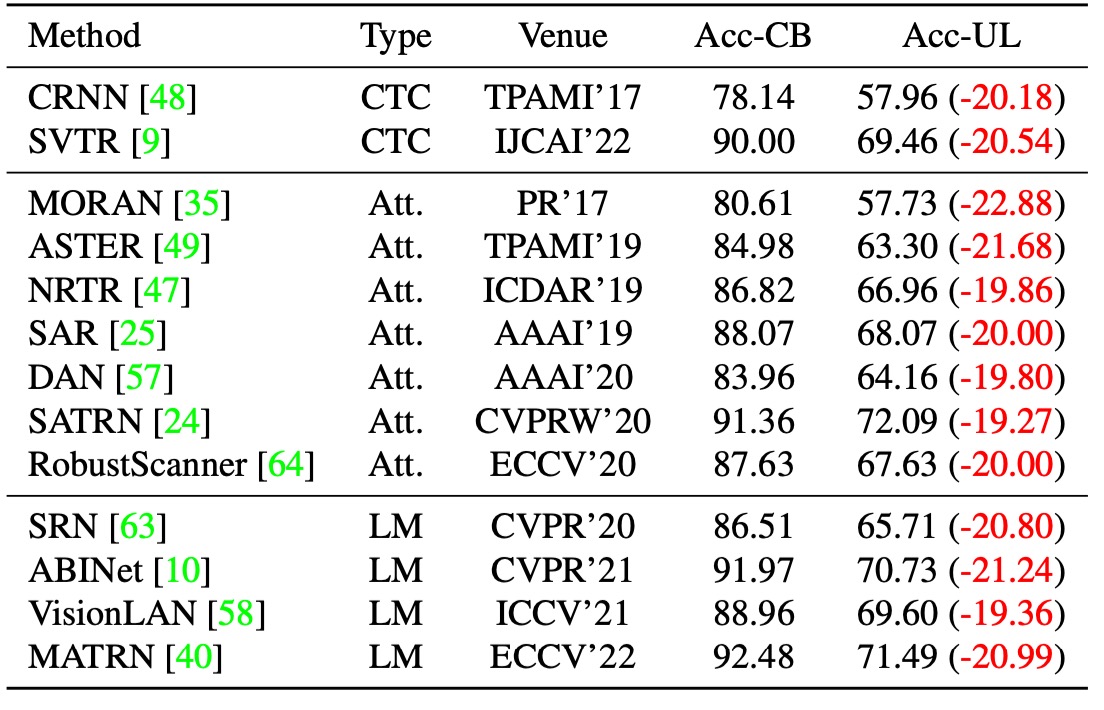 Method Type Venue Acc-CB Acc-UL
CRNN [48] CTC TPAMI’17 78.14 57.96 (-20.18)
SVTR [9] CTC IJCAI’22 90.00 69.46 (-20.54)
MORAN [35] Att. PR’17 80.61 57.73 (-22.88)
ASTER [49] Att. TPAMI’19 84.98 63.30 (-21.68)
NRTR [47] Att. ICDAR’19 86.82 66.96 (-19.86)
SAR [25] Att. AAAI’19 88.07 68.07 (-20.00)
DAN [57] Att. AAAI’20 83.96 64.16 (-19.80)
SATRN [24] Att. CVPRW’20 91.36 72.09 (-19.27)
RobustScanner [64] Att. ECCV’20 87.63 67.63 (-20.00)
SRN [63] LM CVPR’20 86.51 65.71 (-20.80)
ABINet [10] LM CVPR’21 91.97 70.73 (-21.24)
VisionLAN [58] LM ICCV’21 88.96 69.60 (-19.36)
MATRN [40] LM ECCV’22 92.48 71.49 (-20.99)